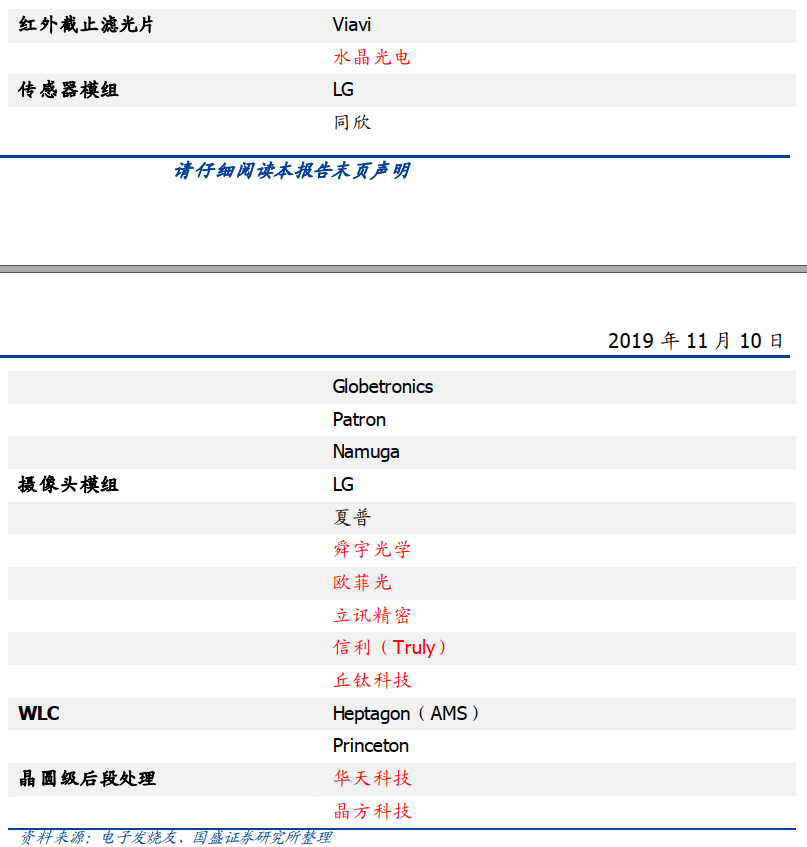 红外截止滤光片 Viavi
水晶光电
传感器模组 LG
同欣
请仔细阅读本报告末页声明
2019 年 11 月 10 日
Globetronics
Patron
Namuga
摄像头模组 LG
夏普
舜宇光学
欧菲光
立讯精密
信利（Truly）
丘钛科技
WLC Heptagon（AMS）
Princeton
晶圆级后段处理 华天科技
晶方科技
资料来源：电子发烧友、国盛证券研究所整理